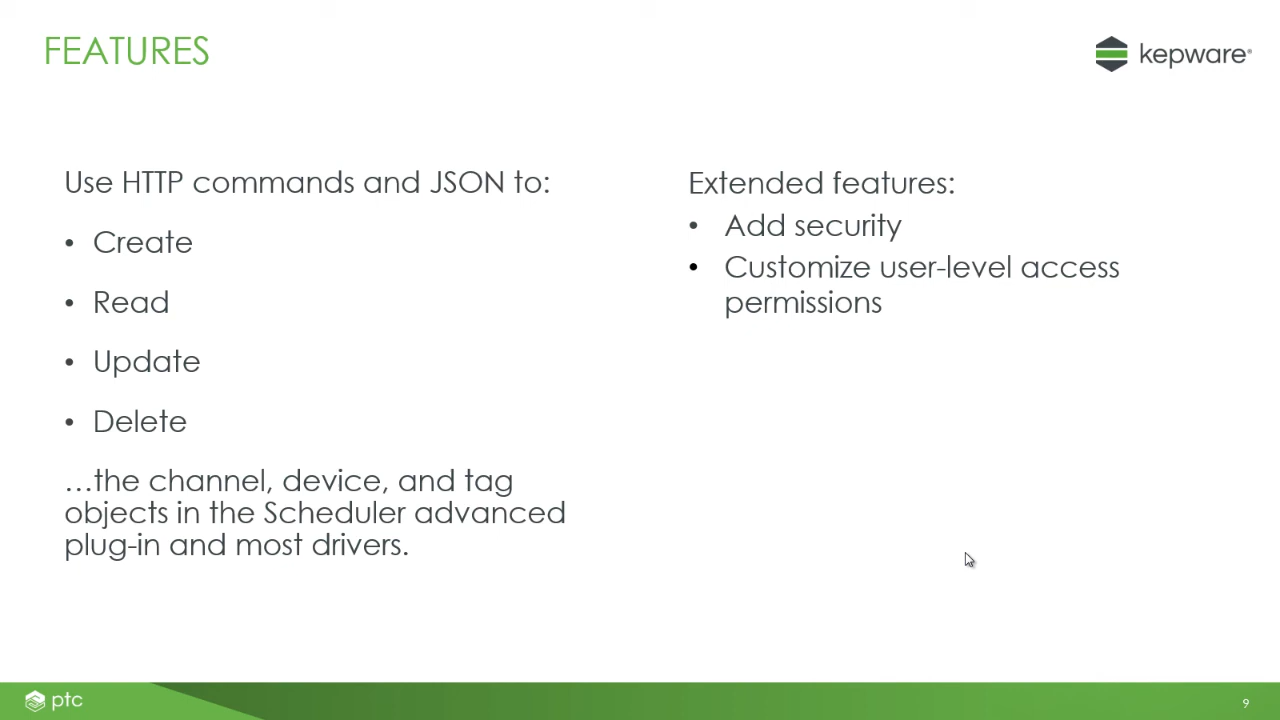 FEATURES
kepware®
Use HTTP commands and JSON to:
• Create
• Read
• Update
• Delete
…the channel, device, and tag
objects in the Scheduler advanced
plug-in and most drivers.
Extended features:
• Add security
• Customize user-level access
permissions
ptc
9